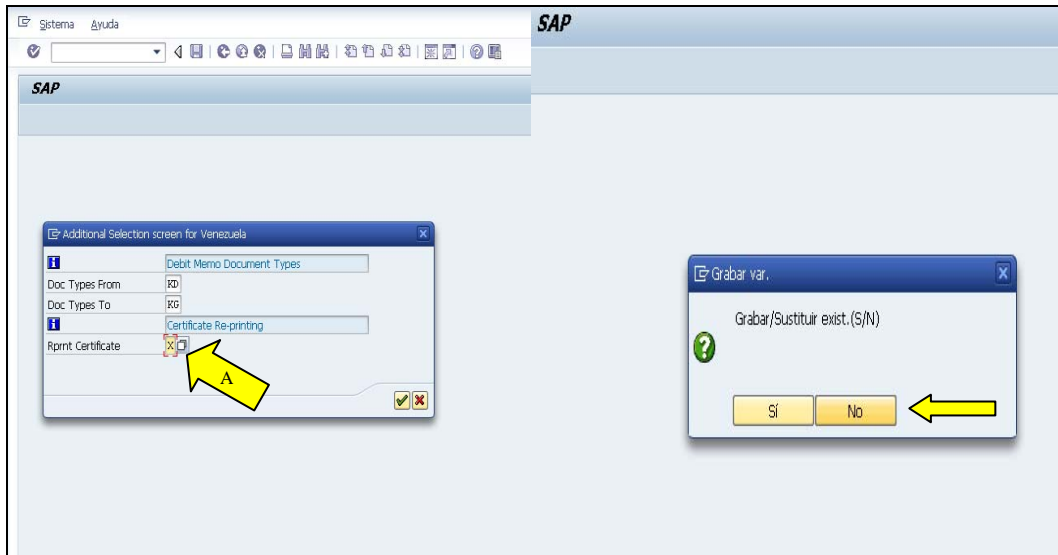 Sistema Ayuda
SAP
Additional Selection screen for Venezuela
Debit Memo Document Types
Doc Types From KD
Doc Types To KG
Certificate Re-printing
Rprnt Certificate X
A
SAP
Grabar var.
Grabar/Sustituir exist.(S/N)
Sí No